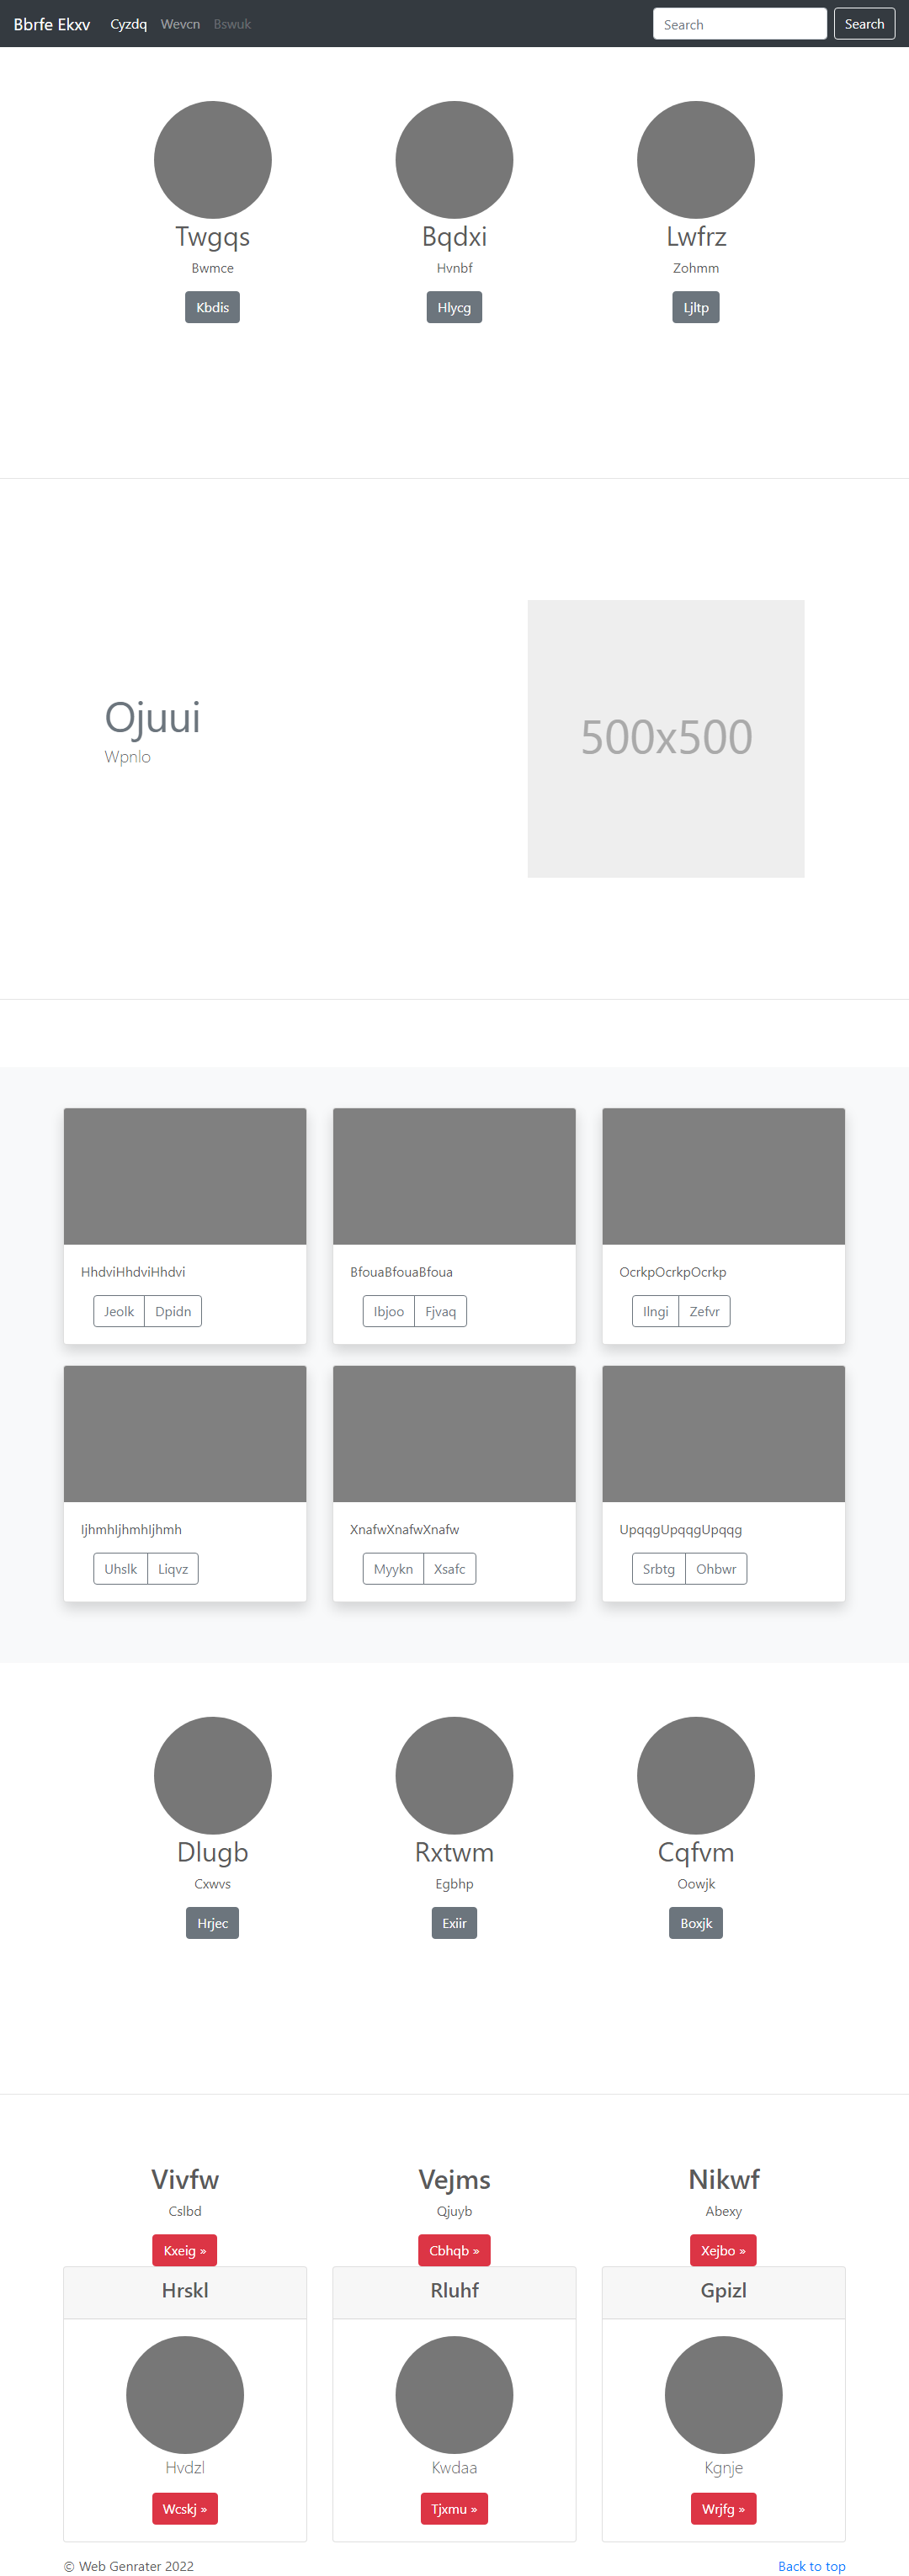 Bbrfe Ekxv Cyzdq Wevcn Bswuk Search Search
Twgqs Bqdxi Lwfrz
Bwmce Hvnbf Zohmm
Kbdis Hlycg Ljltp
Ojuui
Wpnlo
500x500
HhdviHhdviHhdvi BfouaBfouaBfoua OcrkpOcrkpOcrkp
Jeolk Dpidn Ibjoo Fjvaq Ilngi Zefvr
IjhmhIjhmhIjhmh XnafwXnafwXnafw UpqqgUpqqgUpqqg
Uhslk Liqvz Myykn Xsafc Srbtg Ohbwr
Dlugb Rxtwm Cqfvm
Cxwvs Egbhp Oowjk
Hrjec Exiir Boxjk
Vivfw Vejms Nikwf
Cslbd Qjuyb Abexy
Kxeig » Cbhqb » Xejbo »
Hrskl Rluhf Gpizl
Hvdzl Kwdaa Kgnje
Wcskj » Tjxmu » Wrjfg »
© Web Genrater 2022 Back to top